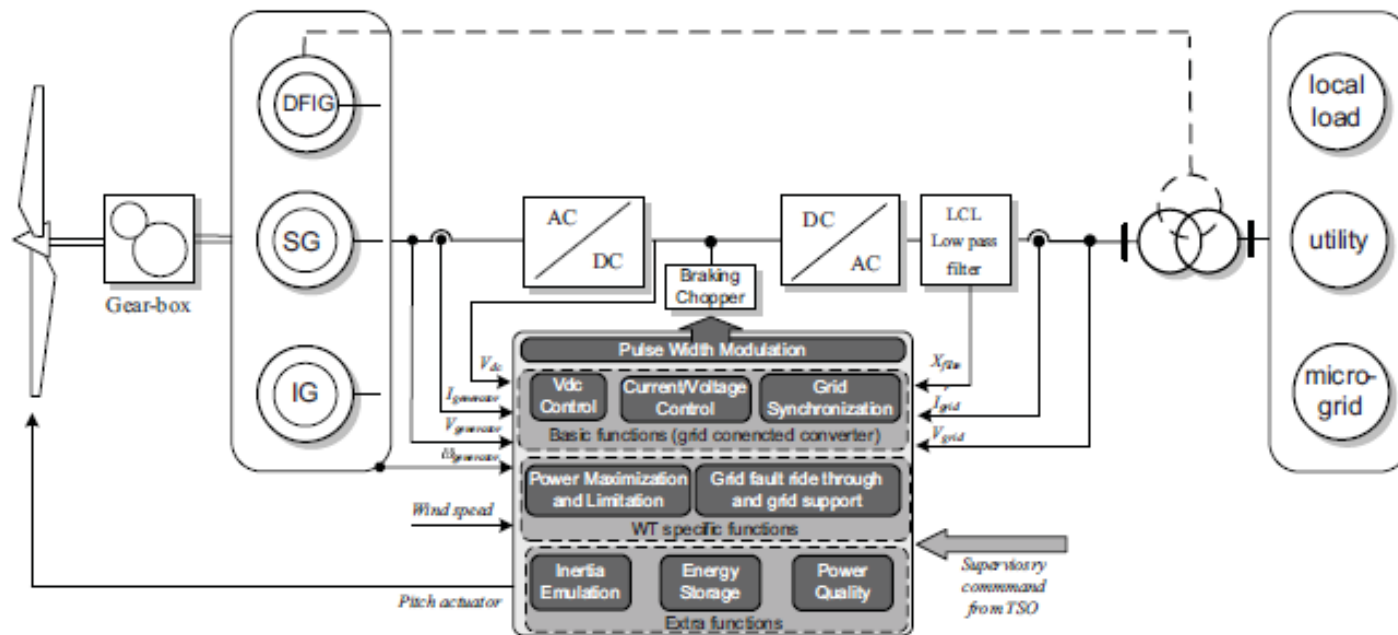 DFIG
SG
IG
Gear-box
AC
DC
Braking
Chopper
DC
AC
LCL
Low pass
filter
local
load
utility
micro-
grid
Pulse Width Modulation
Vdc
Control
Current/Voltage
Control
Grid
Synchronization
Basic functions (grid conencted converter)
Power Maximization
and Limitation
Grid fault ride through
and grid support
WT specific functions
Inertia
Emulation
Energy
Storage
Power
Quality
Extra functions
Vdc
Igenerator
Vgenerator
ωgenerator
Wind speed
Pitch actuator
Igrid
Vgrid
Superviosry
commmand
from TSO